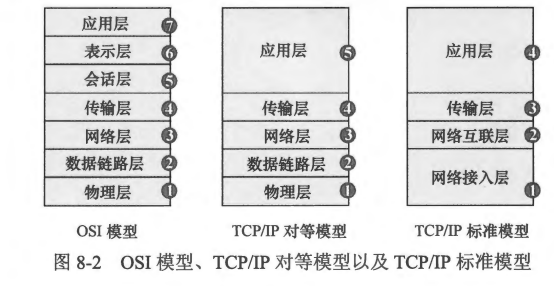 应用层 ❼
表示层 ❻
会话层 ❺
传输层 ❹
网络层 ❸
数据链路层 ❷
物理层 ❶
OSI 模型
应用层 ❺
传输层 ❹
网络层 ❸
数据链路层 ❷
物理层 ❶
TCP/IP 对等模型
应用层 ❹
传输层 ❸
网络互联层 ❷
网络接入层 ❶
TCP/IP 标准模型
图 8-2 OSI 模型、TCP/IP 对等模型以及 TCP/IP 标准模型